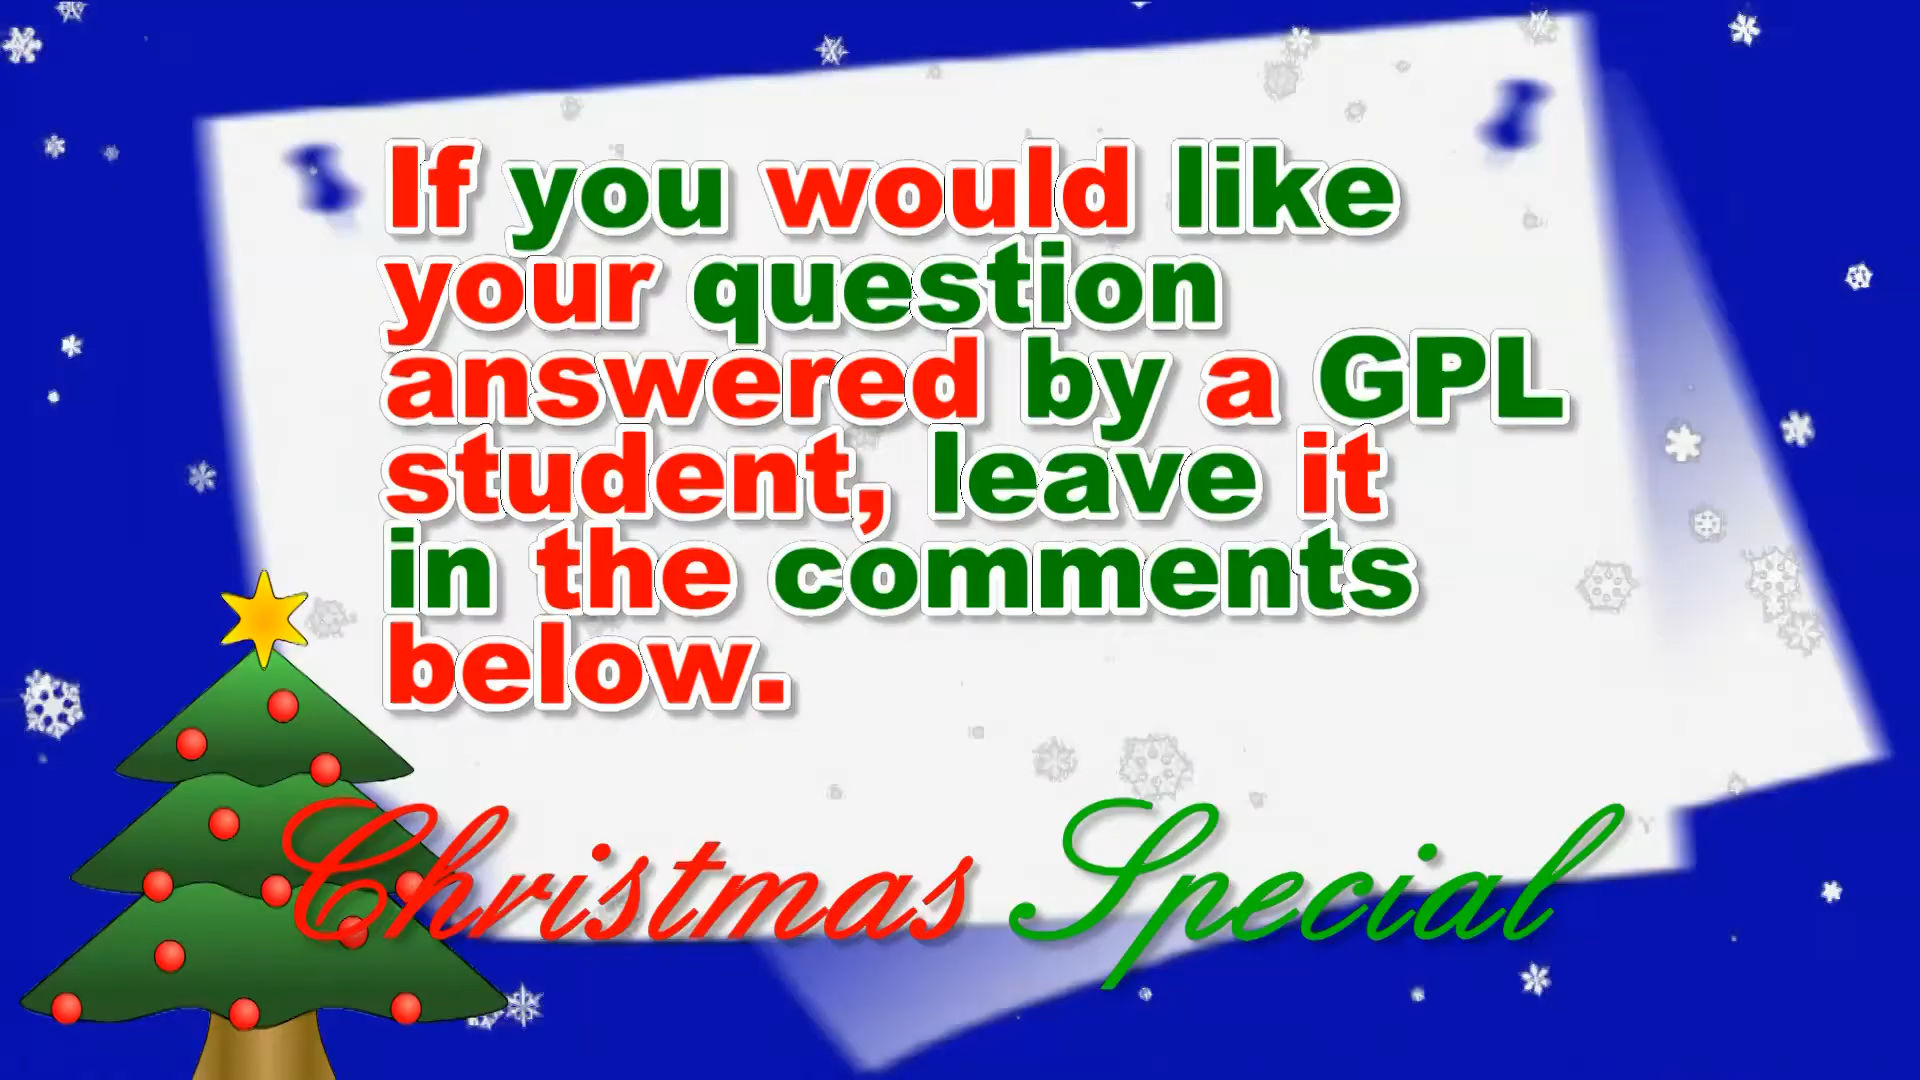 If you would like
your question
answered by a GPL
student, leave it
in the comments
below.
Christmas Special